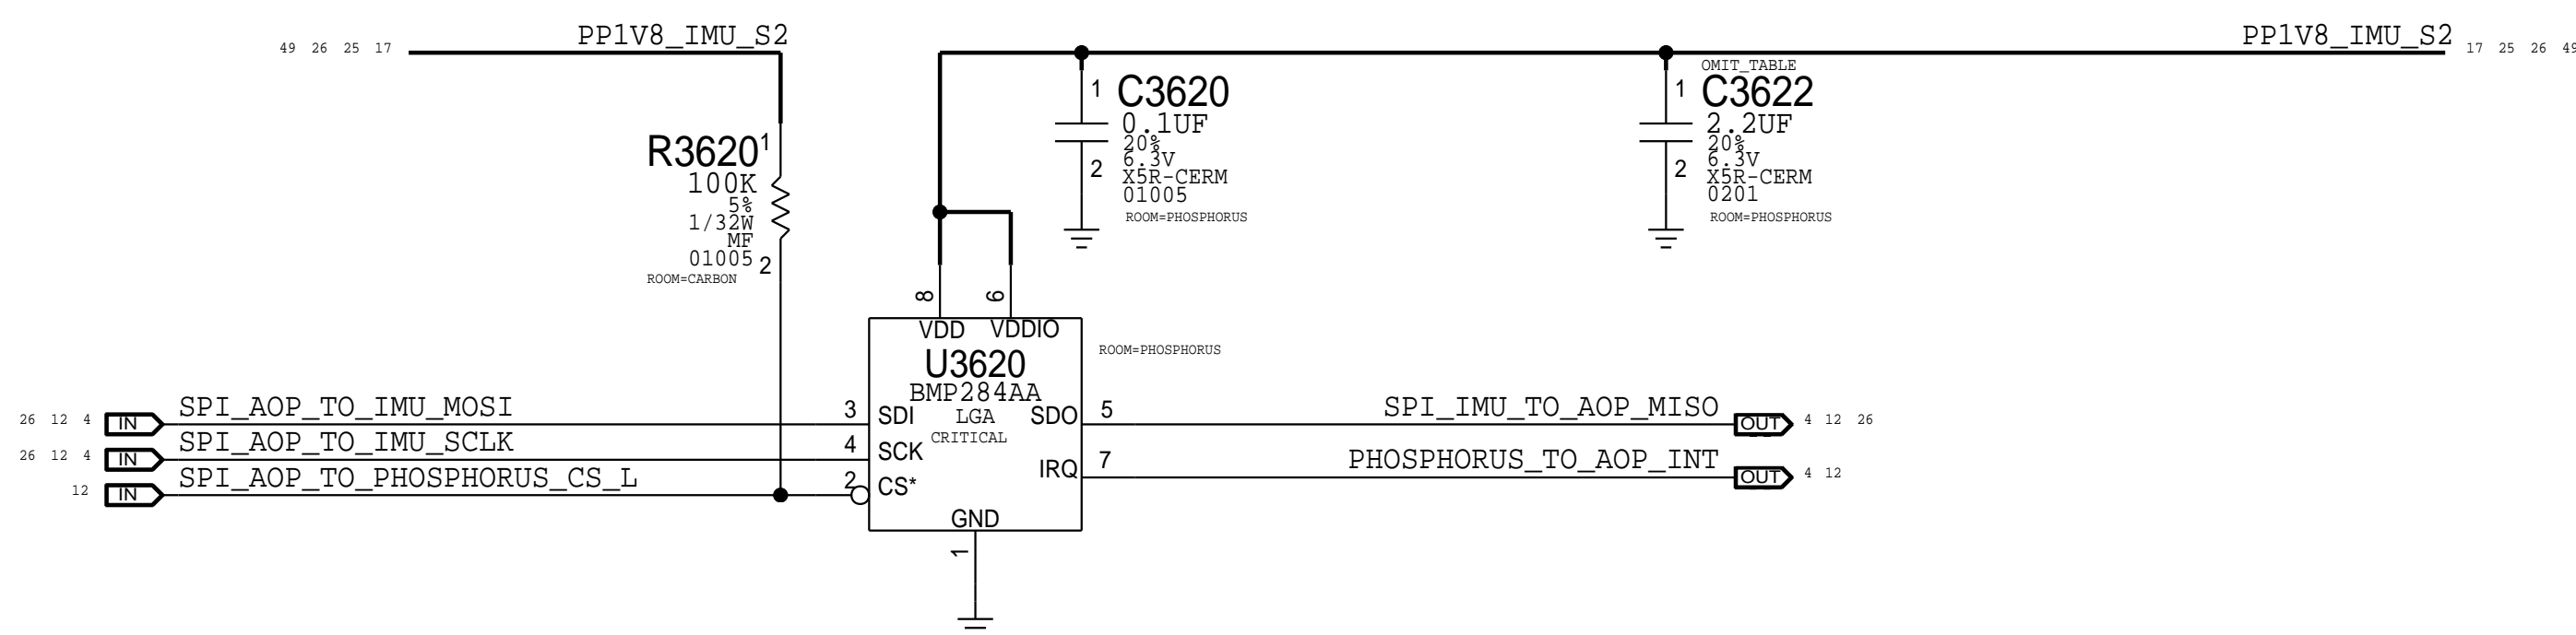 PP1V8_IMU_S2
49 26 25 17
PP1V8_IMU_S2
17 25 26 49
R3620
1
100K
5%
1/32W
MF
01005
2
ROOM=CARBON
1
C3620
0.1UF
20%
6.3V
2
X5R-CERM
01005
ROOM=PHOSPHORUS
OMIT_TABLE
1
C3622
2.2UF
20%
6.3V
2
X5R-CERM
0201
ROOM=PHOSPHORUS
8
6
VDD
VDDIO
ROOM=PHOSPHORUS
U3620
BMP284AA
LGA
CRITICAL
26 12 4
IN
SPI_AOP_TO_IMU_MOSI
3
SDI
SDO
5
SPI_IMU_TO_AOP_MISO
OUT
4 12 26
26 12 4
IN
SPI_AOP_TO_IMU_SCLK
4
SCK
IRQ
7
PHOSPHORUS_TO_AOP_INT
OUT
4 12
12
IN
SPI_AOP_TO_PHOSPHORUS_CS_L
2
CS*
GND
1